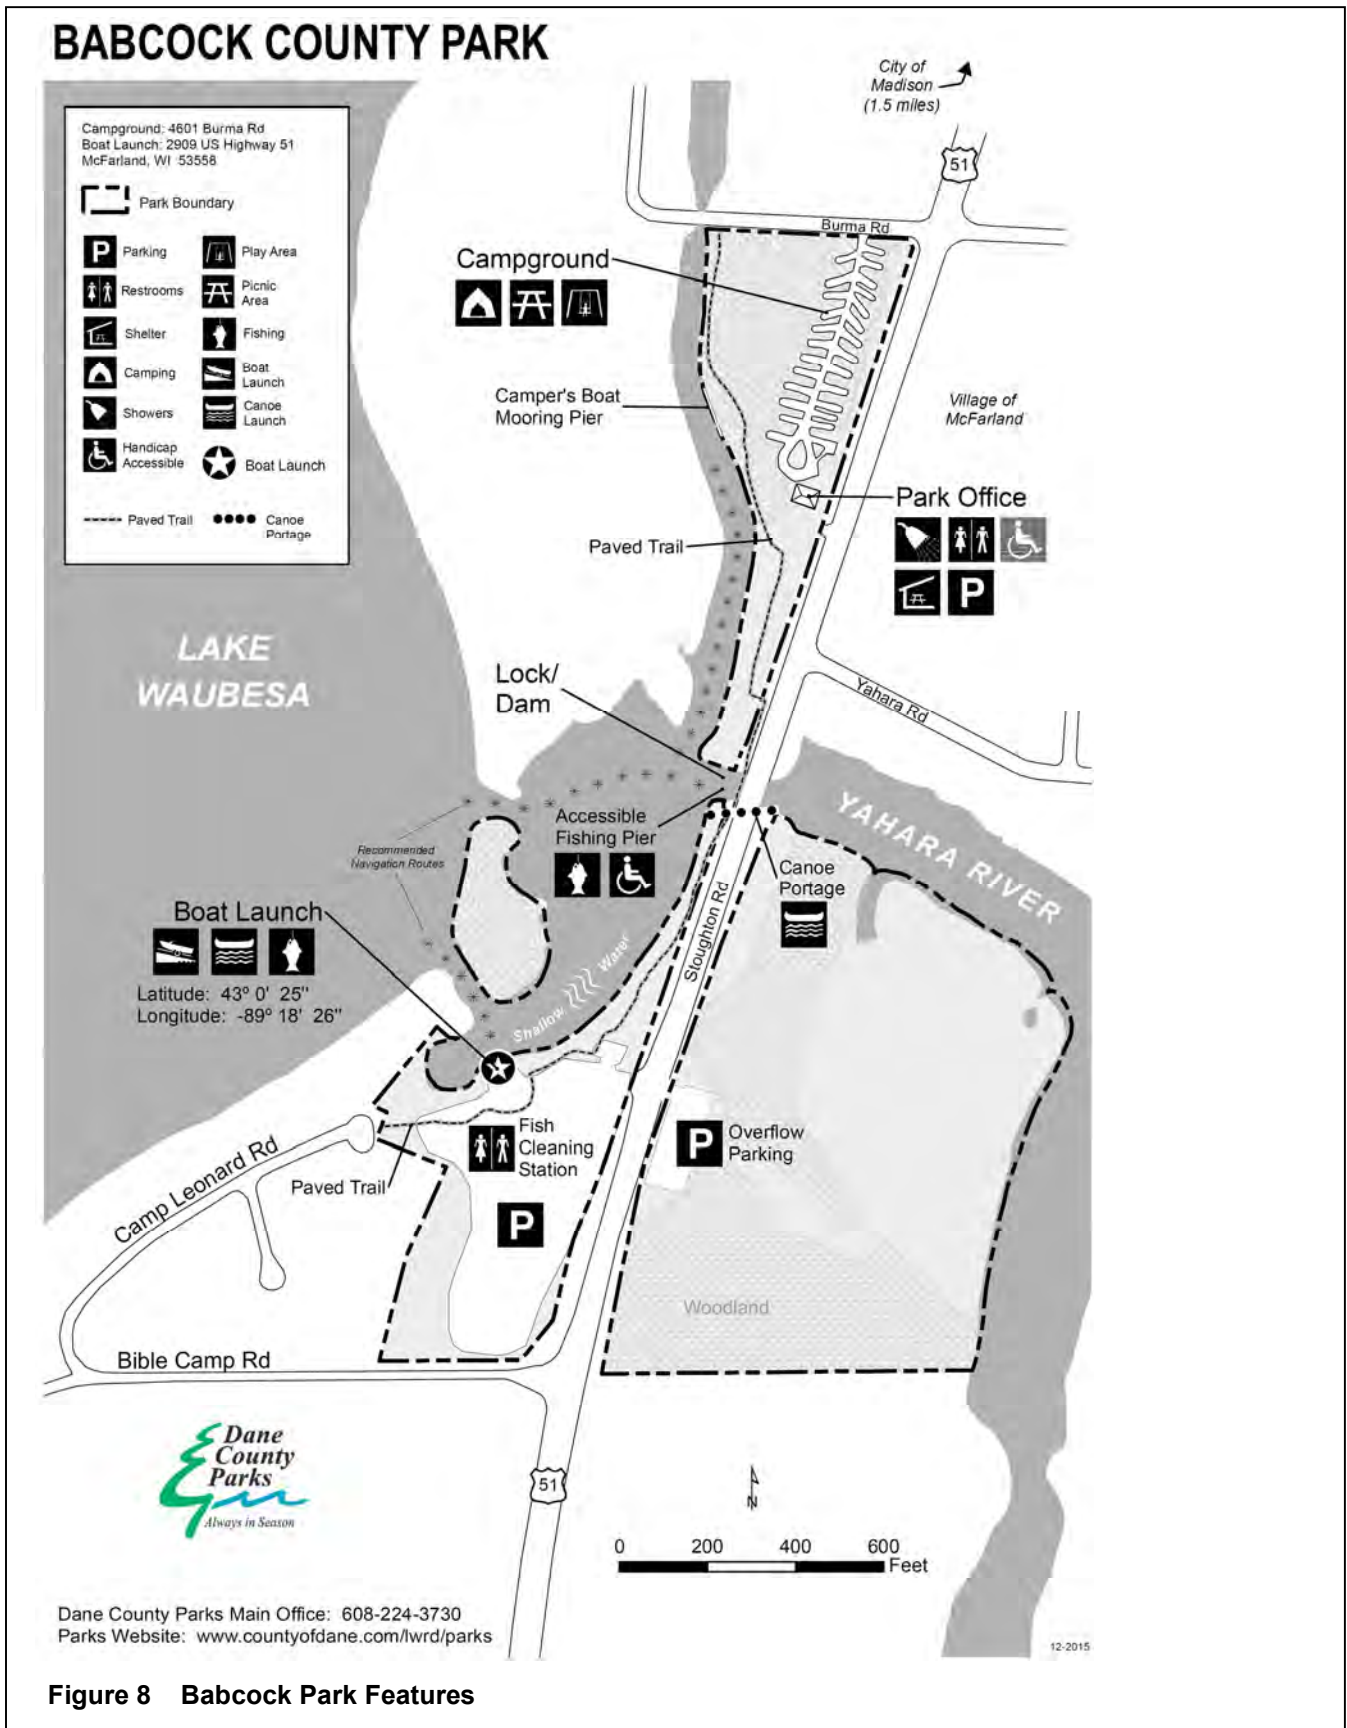 BABCOCK COUNTY PARK
City of
Madison
(1.5 miles)
51
Campground: 4601 Burma Rd
Boat Launch: 2909 US Highway 51
McFarland, WI 53558
Park Boundary
P
Parking
Play Area
Restrooms
Picnic
Area
Shelter
Fishing
Camping
Boat
Launch
Showers
Canoe
Launch
Handicap
Accessible
Boat Launch
Paved Trail
Canoe
Portage
Burma Rd
Campground
Camper's Boat
Mooring Pier
Village of
McFarland
Park Office
P
Paved Trail
LAKE
WAUBESA
Lock/
Dam
Yahara Rd
YAHARA RIVER
Accessible
Fishing Pier
Recommended
Navigation Routes
Canoe
Portage
Stoughton Rd
Boat Launch
Latitude: 43º 0' 25"
Longitude: -89º 18' 26"
Shallow Water
Fish
Cleaning
Station
P
Overflow
Parking
Camp Leonard Rd
Paved Trail
P
Woodland
Bible Camp Rd
Dane
County
Parks
Always in Season
51
N
0 200 400 600
Feet
Dane County Parks Main Office: 608-224-3730
Parks Website: www.countyofdane.com/lwrd/parks
12-2015
Figure 8 Babcock Park Features